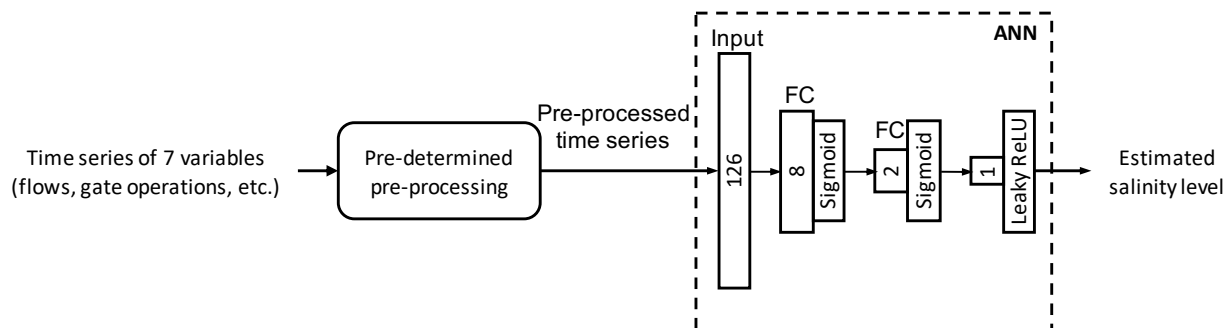 Time series of 7 variables
(flows, gate operations, etc.)
Pre-determined
pre-processing
Pre-processed
time series
ANN
Input
126
FC
8
Sigmoid
FC
2
Sigmoid
1
Leaky ReLU
Estimated
salinity level